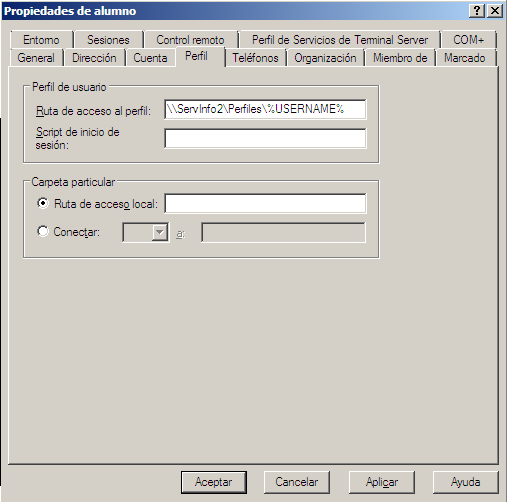 Propiedades de alumno
Entorno Sesiones Control remoto Perfil de Servicios de Terminal Server COM+
General Dirección Cuenta Perfil Teléfonos Organización Miembro de Marcado
Perfil de usuario
Ruta de acceso al perfil: \\ServInfo2\Perfiles\%USERNAME%
Script de inicio de
sesión:
Carpeta particular
Ruta de acceso local:
Conectar: a:
Aceptar Cancelar Aplicar Ayuda